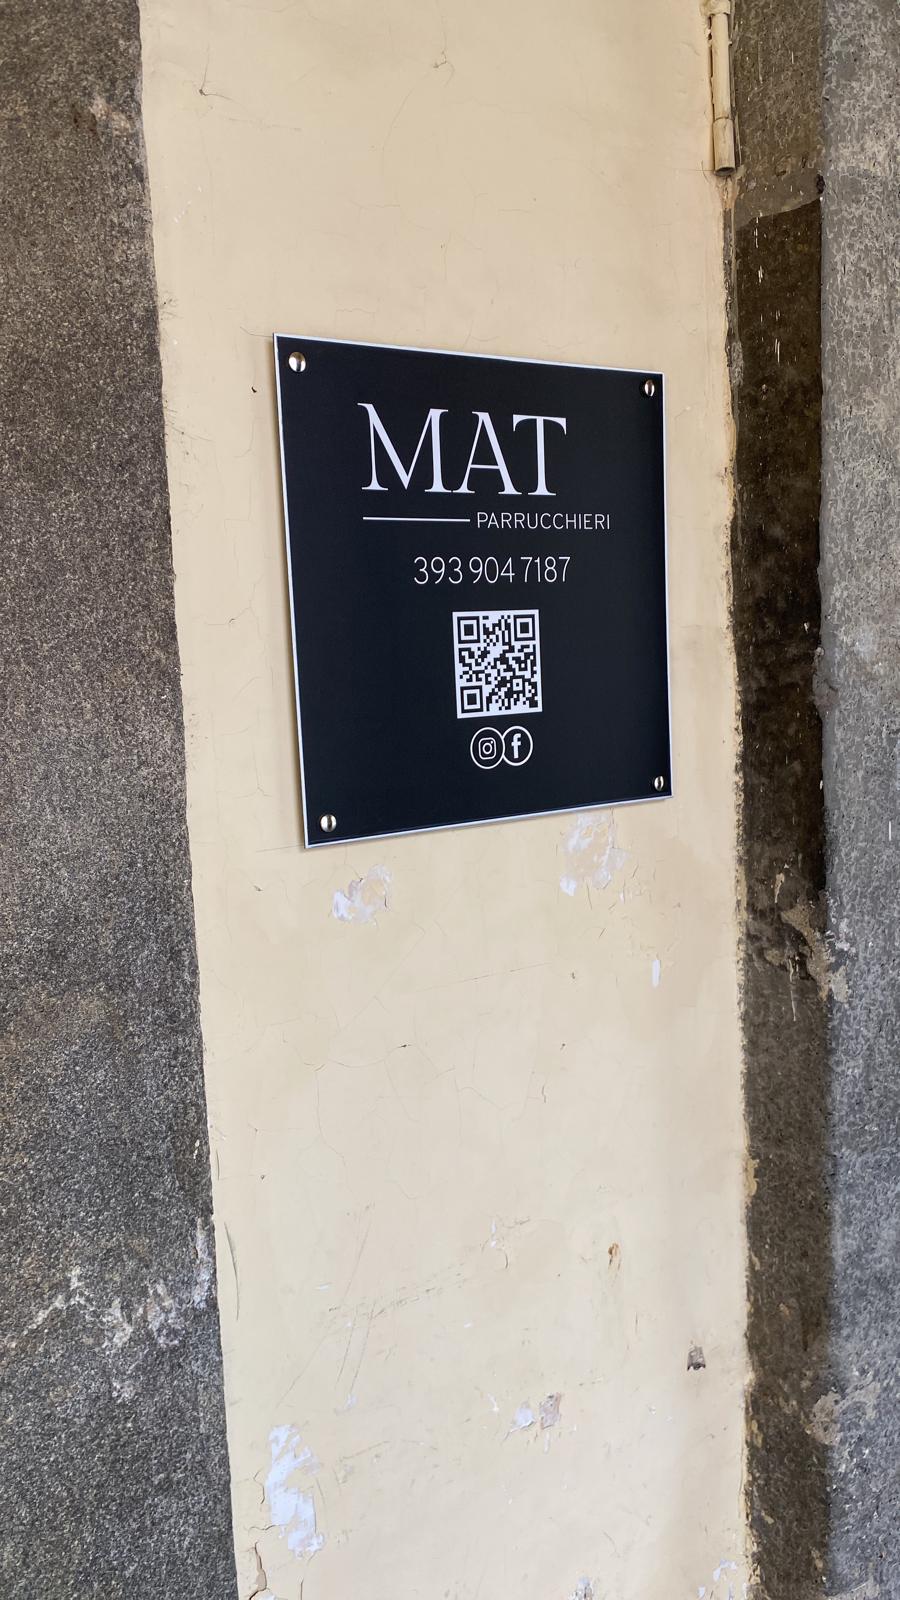 MAT
PARRUCCHIERI
393 904 7187